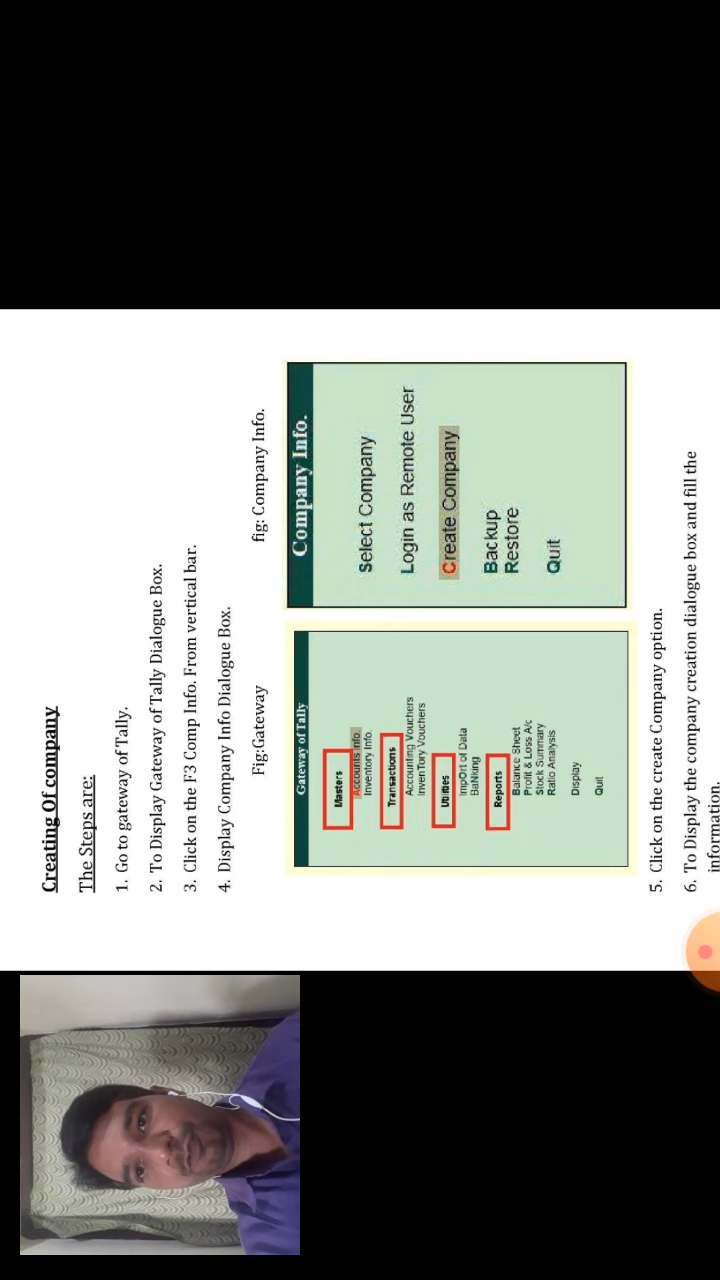 Creating Of company
The Steps are:
1. Go to gateway of Tally.
2. To Display Gateway of Tally Dialogue Box.
3. Click on the F3 Comp Info. From vertical bar.
4. Display Company Info Dialogue Box.
Fig:Gateway
fig: Company Info.
Gateway of Tally
Masters
Accounts Info.
Inventory Info.
Transactions
Accounting Vouchers
InvenTory Vouchers
Utilities
ImpOrt of Data
BaNking
Reports
Balance Sheet
Profit & Loss A/c
Stock Summary
Ratio Analysis
Display
Quit
Company Info.
Select Company
Login as Remote User
Create Company
Backup
Restore
Quit
5. Click on the create Company option.
6. To Display the company creation dialogue box and fill the
information.